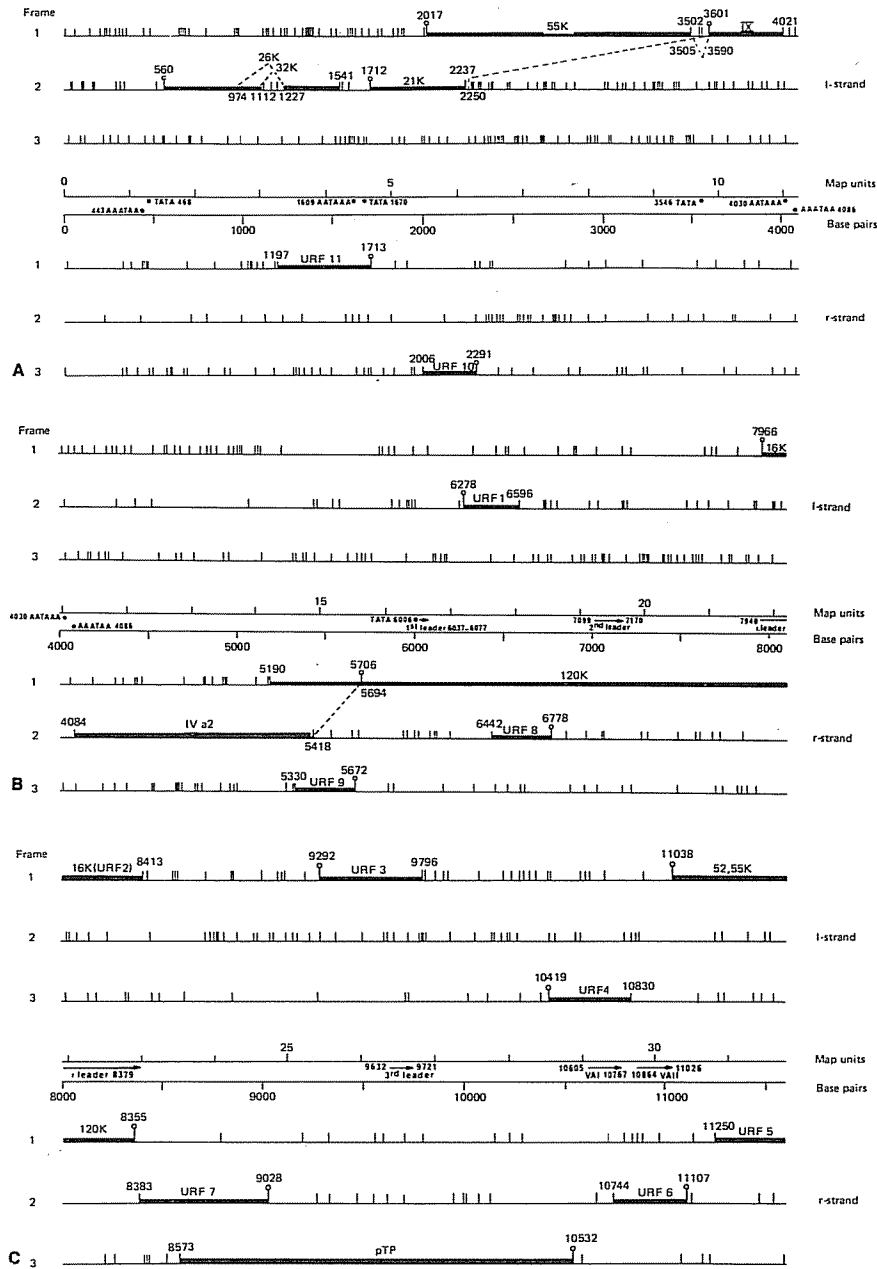 Frame
2017 3502 3601 IX 4021
1 55K
3505 3590
26K
32K
560 1541 1712 2237
2 21K l-strand
974 1112 1227 2250
3
0 5 10 Map units
TATA 468 1609 AATAAA TATA 1670 3546 TATA 4030 AATAAA
443 AAATAA AAATAA 4086
0 1000 2000 3000 4000 Base pairs
1197 1713
1 URF 11
2 r-strand
2006 2291
A 3 URF 10
Frame
7966
1 16K
6278 6596
2 URF1 l-strand
3
15 20 Map units
4030 AATAAA TATA 6006 7099 7170 7948
AAATAA 4086 1st leader 6037-6077 2nd leader i.leader
4000 5000 6000 7000 8000 Base pairs
5190 5706
1 120K
5694
4084 IV a2 6442 6778
2 URF 8 r-strand
5418
5330 5672
B 3 URF 9
Frame
16K(URF2) 8413 9292 9796 11038
1 URF 3 52,55K
2 l-strand
10419 10830
3 URF4
25 30 Map units
i leader 8379 9632 9721 10605 11026
3rd leader VAI 10767 10864 VAII
8000 9000 10000 11000 Base pairs
120K 8355 11250
1 URF 5
8383 9028 10744 11107
2 URF 7 URF 6 r-strand
8573 10532
C 3 pTP